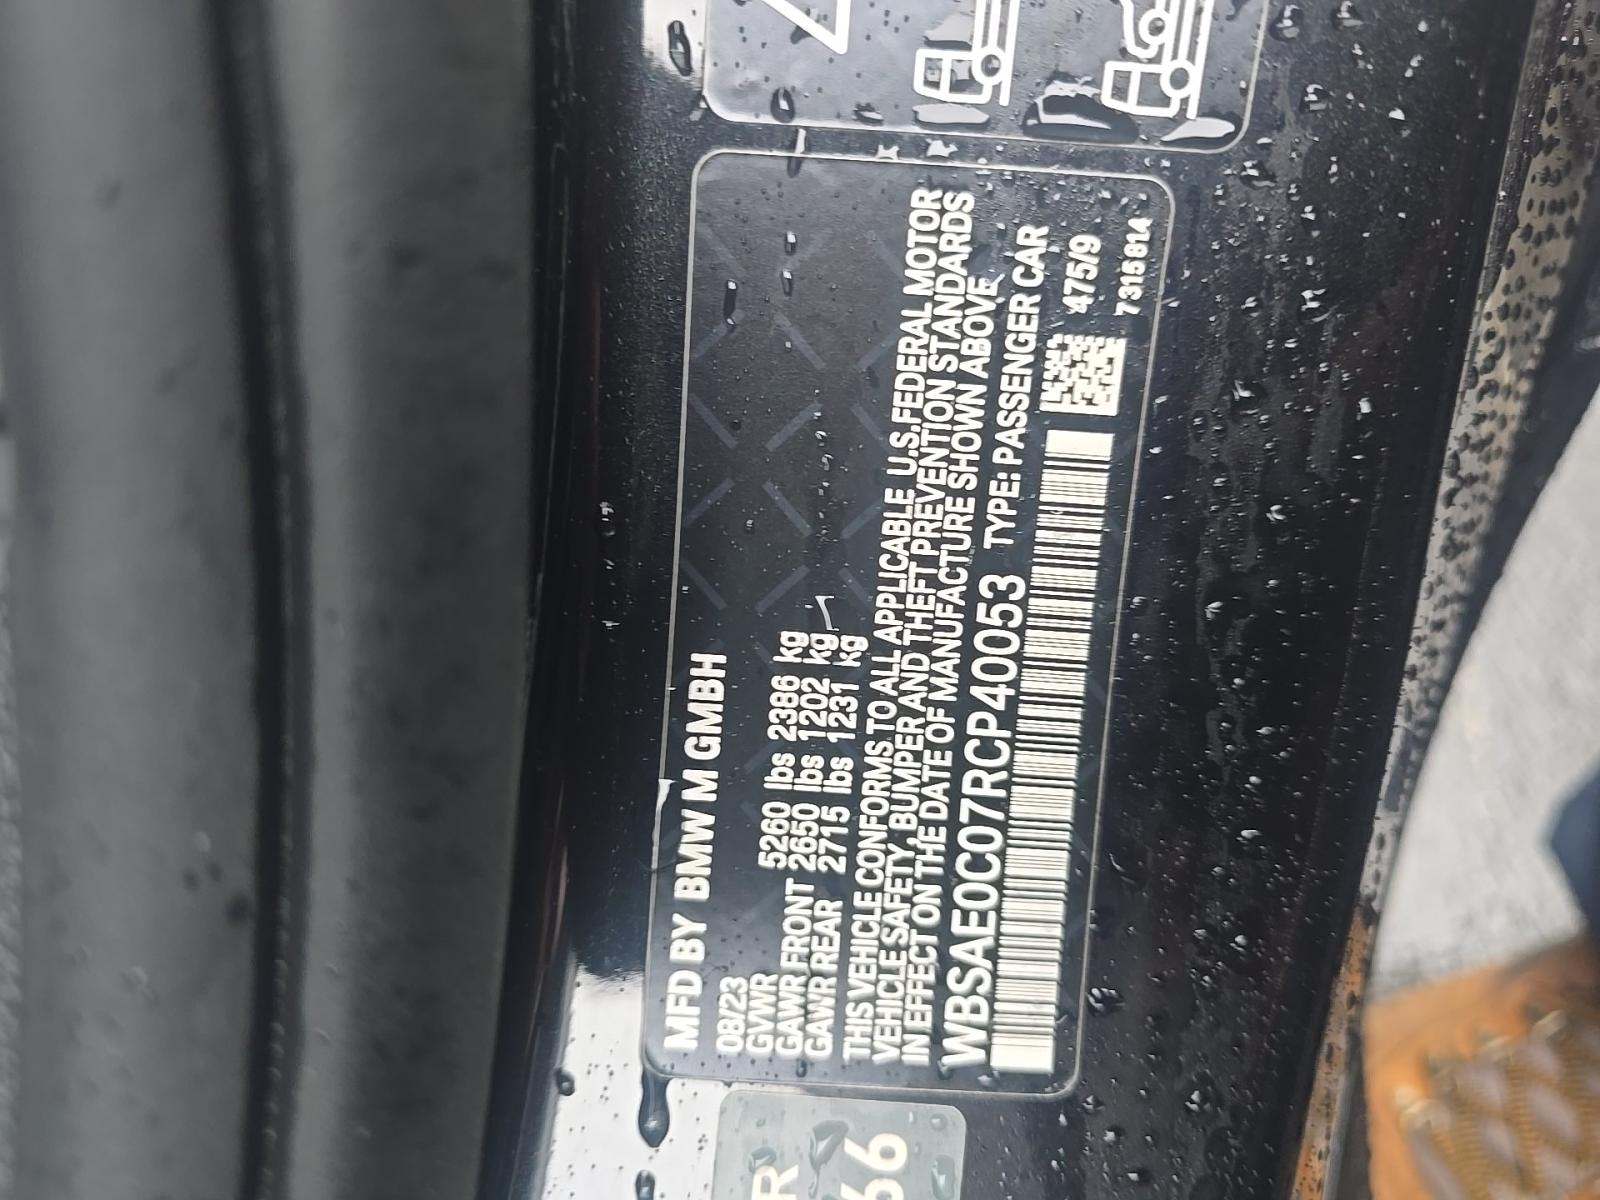 MFD BY BMW M GMBH
08/23
GVWR 5260 lbs 2386 kg
GAWR FRONT 2650 lbs 1202 kg
GAWR REAR 2715 lbs 1231 kg
THIS VEHICLE CONFORMS TO ALL APPLICABLE U.S.FEDERAL MOTOR
VEHICLE SAFETY, BUMPER AND THEFT PREVENTION STANDARDS
IN EFFECT ON THE DATE OF MANUFACTURE SHOWN ABOVE
WBSAE0C07RCP40053 TYPE: PASSENGER CAR
475/9
7315814
R
66